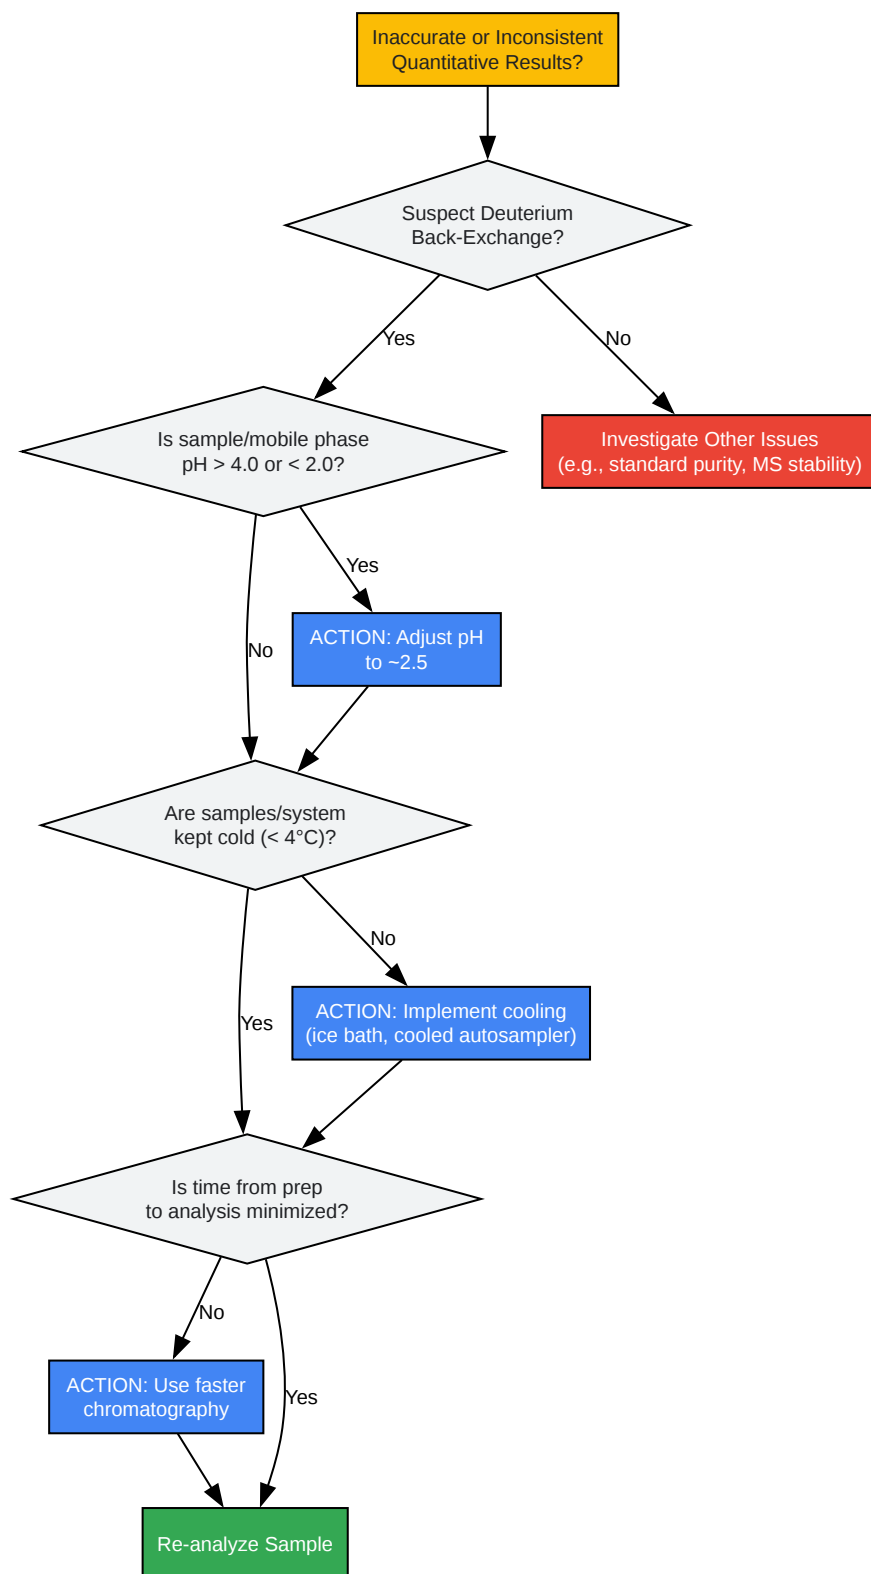 Inaccurate or Inconsistent
Quantitative Results?
Suspect Deuterium
Back-Exchange?
Yes
No
Is sample/mobile phase
pH > 4.0 or < 2.0?
Investigate Other Issues
(e.g., standard purity, MS stability)
Yes
No
ACTION: Adjust pH
to ~2.5
Are samples/system
kept cold (< 4°C)?
No
Yes
ACTION: Implement cooling
(ice bath, cooled autosampler)
Is time from prep
to analysis minimized?
No
Yes
ACTION: Use faster
chromatography
Re-analyze Sample